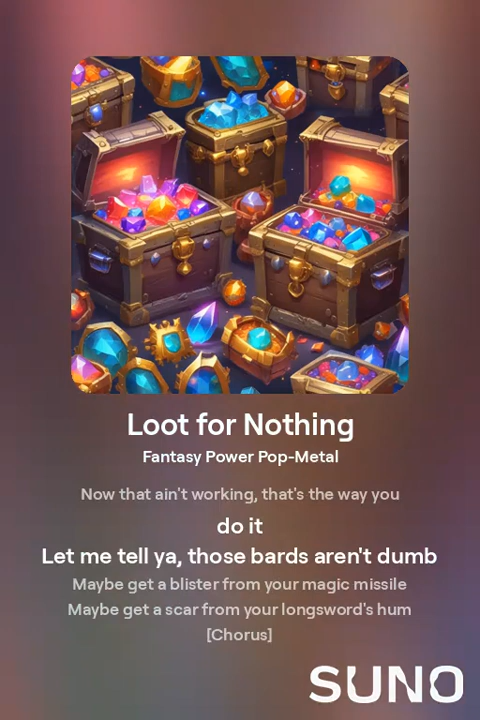 Loot for Nothing
Fantasy Power Pop-Metal
Now that ain't working, that's the way you
do it
Let me tell ya, those bards aren't dumb
Maybe get a blister from your magic missile
Maybe get a scar from your longsword's hum
[Chorus]
SUNO